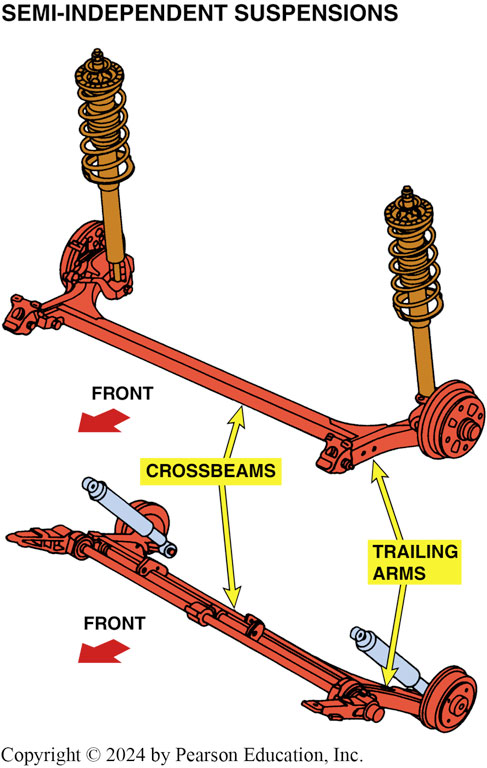 SEMI-INDEPENDENT SUSPENSIONS
FRONT
CROSSBEAMS
TRAILING
ARMS
FRONT
Copyright © 2024 by Pearson Education, Inc.